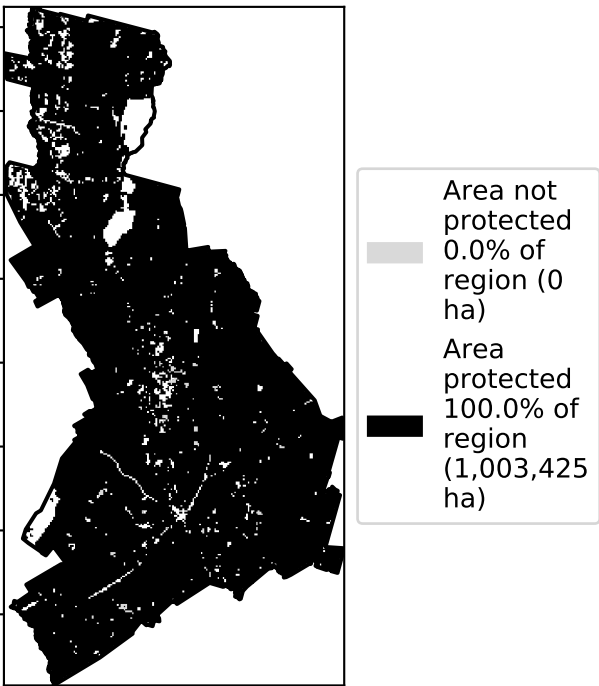 Area not
protected
0.0% of
region (0
ha)
Area
protected
100.0% of
region
(1,003,425
ha)